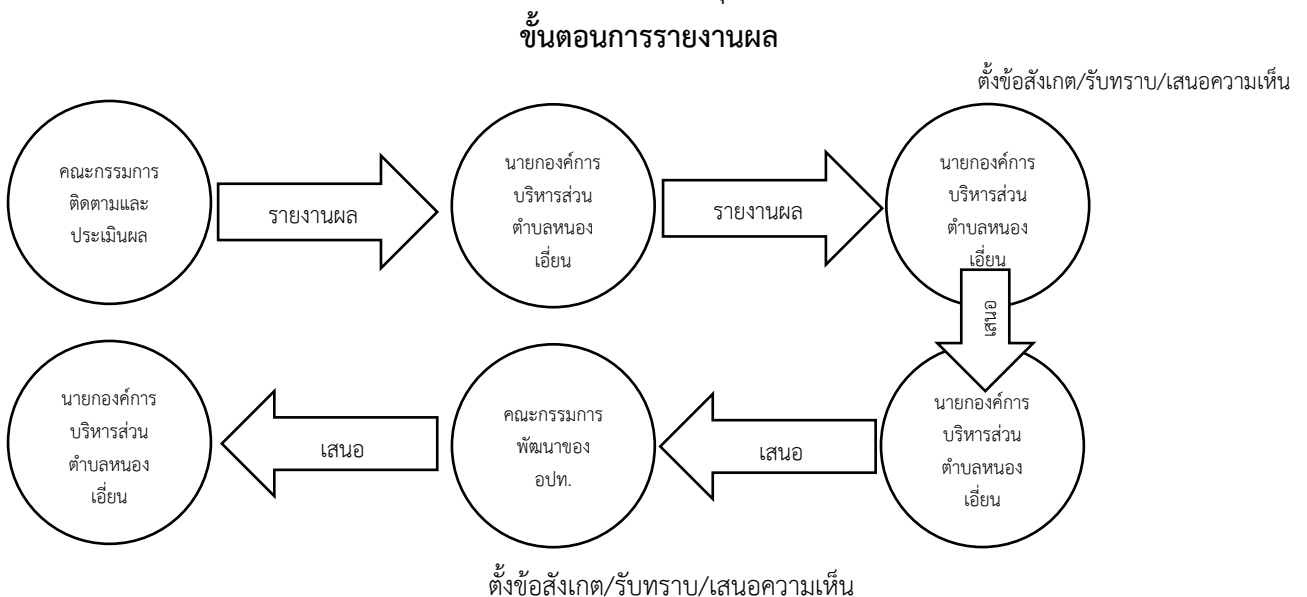 ขั้นตอนการรายงานผล
ตั้งข้อสังเกต/รับทราบ/เสนอความเห็น
คณะกรรมการ
ติดตามและ
ประเมินผล
รายงานผล
นายกองค์การ
บริหารส่วน
ตำบลหนอง
เอี่ยน
รายงานผล
นายกองค์การ
บริหารส่วน
ตำบลหนอง
เอี่ยน
เสนอ
นายกองค์การ
บริหารส่วน
ตำบลหนอง
เอี่ยน
เสนอ
คณะกรรมการ
พัฒนาของ
อปท.
เสนอ
นายกองค์การ
บริหารส่วน
ตำบลหนอง
เอี่ยน
ตั้งข้อสังเกต/รับทราบ/เสนอความเห็น